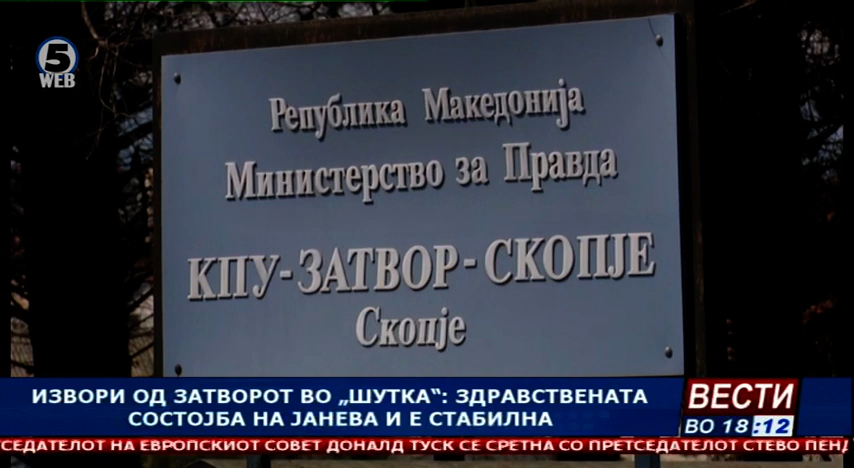 5
WEB
Република Македонија
Министерство за Правда
КПУ-ЗАТВОР-СКОПЈЕ
Скопје
ИЗВОРИ ОД ЗАТВОРОТ ВО „ШУТКА“: ЗДРАВСТВЕНАТА
СОСТОЈБА НА ЈАНЕВА И Е СТАБИЛНА
ВЕСТИ
ВО 18:12
СЕДАТЕЛОТ НА ЕВРОПСКИОТ СОВЕТ ДОНАЛД ТУСК СЕ СРЕТНА СО ПРЕТСЕДАТЕЛОТ СТЕВО ПЕНД